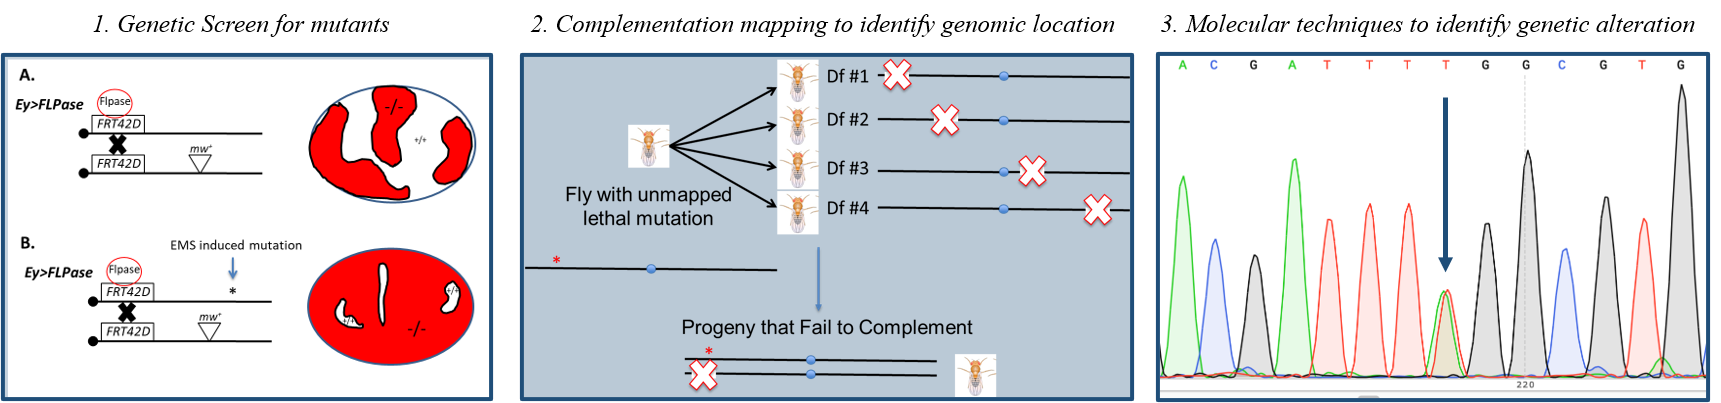 1. Genetic Screen for mutants
2. Complementation mapping to identify genomic location
3. Molecular techniques to identify genetic alteration
A.
Ey>FLPase
Flpase
FRT42D
FRT42D
mw+
-/-
+/+
B.
EMS induced mutation
Ey>FLPase
Flpase
FRT42D
*
FRT42D
mw+
+/+
+/+
-/-
Df #1
Df #2
Df #3
Df #4
Fly with unmapped
lethal mutation
*
Progeny that Fail to Complement
*
A C G A T T T T G G C G T G
220